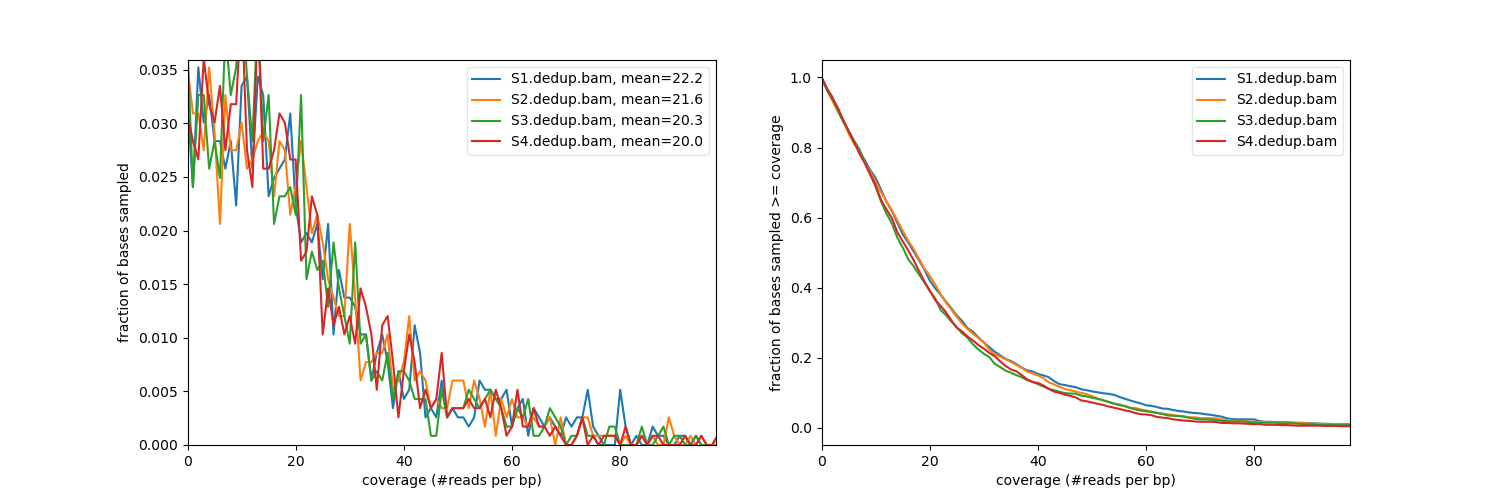 fraction of bases sampled
0.035
0.030
0.025
0.020
0.015
0.010
0.005
0.000
0 20 40 60 80
coverage (#reads per bp)
S1.dedup.bam, mean=22.2
S2.dedup.bam, mean=21.6
S3.dedup.bam, mean=20.3
S4.dedup.bam, mean=20.0
fraction of bases sampled >= coverage
1.0
0.8
0.6
0.4
0.2
0.0
0 20 40 60 80
coverage (#reads per bp)
S1.dedup.bam
S2.dedup.bam
S3.dedup.bam
S4.dedup.bam